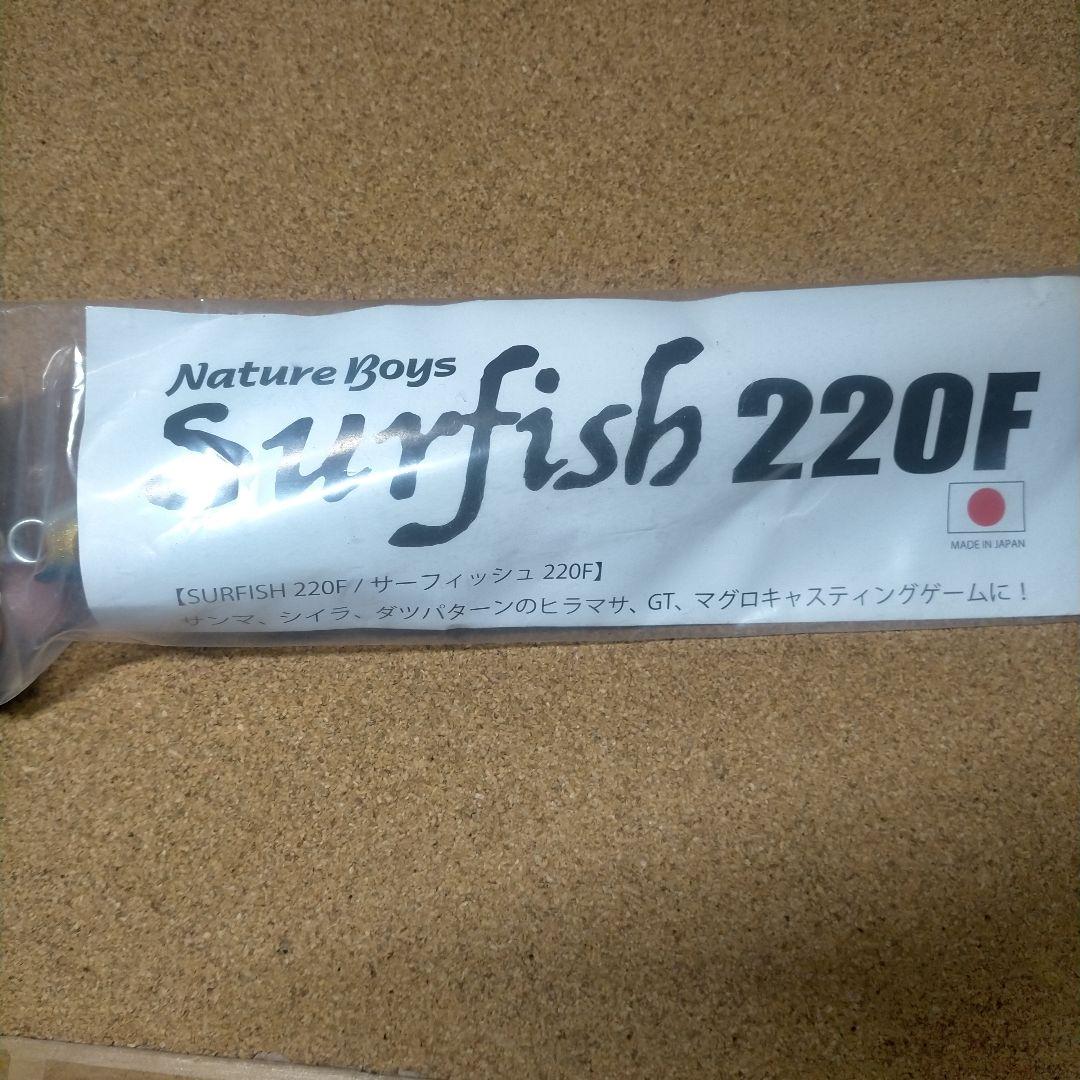 Nature Boys
Surfish 220F
MADE IN JAPAN
【SURFISH 220F / サーフィッシュ 220F】
サンマ、シイラ、ダツパターンのヒラマサ、GT、マグロキャスティングゲームに！